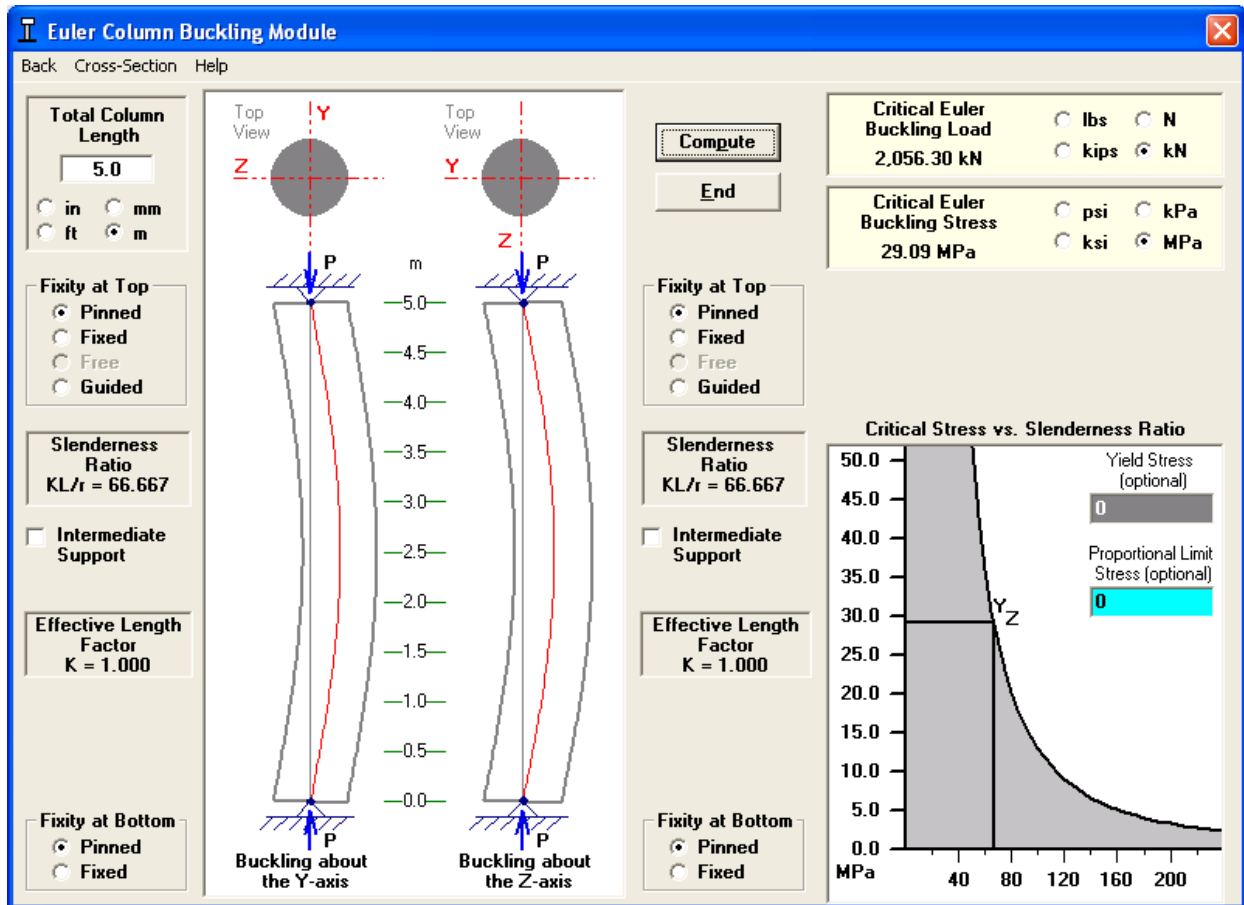 Euler Column Buckling Module
Back Cross-Section Help
Total Column
Length
5.0
in mm
ft m
Fixity at Top
Pinned
Fixed
Free
Guided
Slenderness
Ratio
KL/r = 66.667
Intermediate
Support
Effective Length
Factor
K = 1.000
Fixity at Bottom
Pinned
Fixed
Top
View
Y
Z
P
P
Buckling about
the Y-axis
m
5.0
4.5
4.0
3.5
3.0
2.5
2.0
1.5
1.0
0.5
0.0
Top
View
Y
Z
P
P
Buckling about
the Z-axis
Compute
End
Fixity at Top
Pinned
Fixed
Free
Guided
Slenderness
Ratio
KL/r = 66.667
Intermediate
Support
Effective Length
Factor
K = 1.000
Fixity at Bottom
Pinned
Fixed
Critical Euler
Buckling Load
2,056.30 kN
lbs N
kips kN
Critical Euler
Buckling Stress
29.09 MPa
psi kPa
ksi MPa
Critical Stress vs. Slenderness Ratio
50.0
45.0
40.0
35.0
30.0
25.0
20.0
15.0
10.0
5.0
0.0
MPa
40 80 120 160 200
Y
Z
Yield Stress
(optional)
0
Proportional Limit
Stress (optional)
0